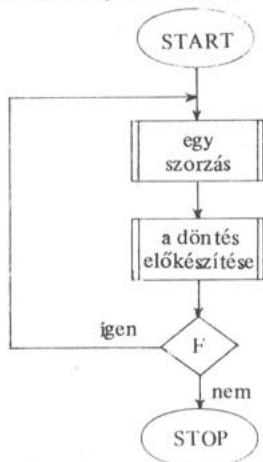 START
egy
szorzás
a döntés
előkészítése
igen
F
nem
STOP